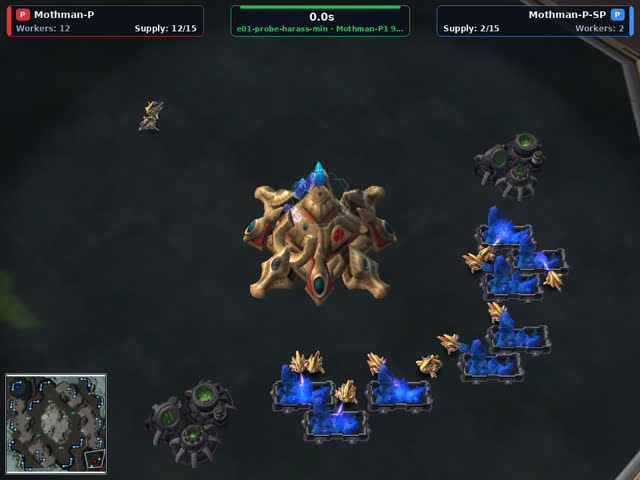 P Mothman-P
Workers: 12 Supply: 12/15
0.0s
e01-probe-harass-min · Mothman-P1 9...
Mothman-P-SP P
Supply: 2/15 Workers: 2